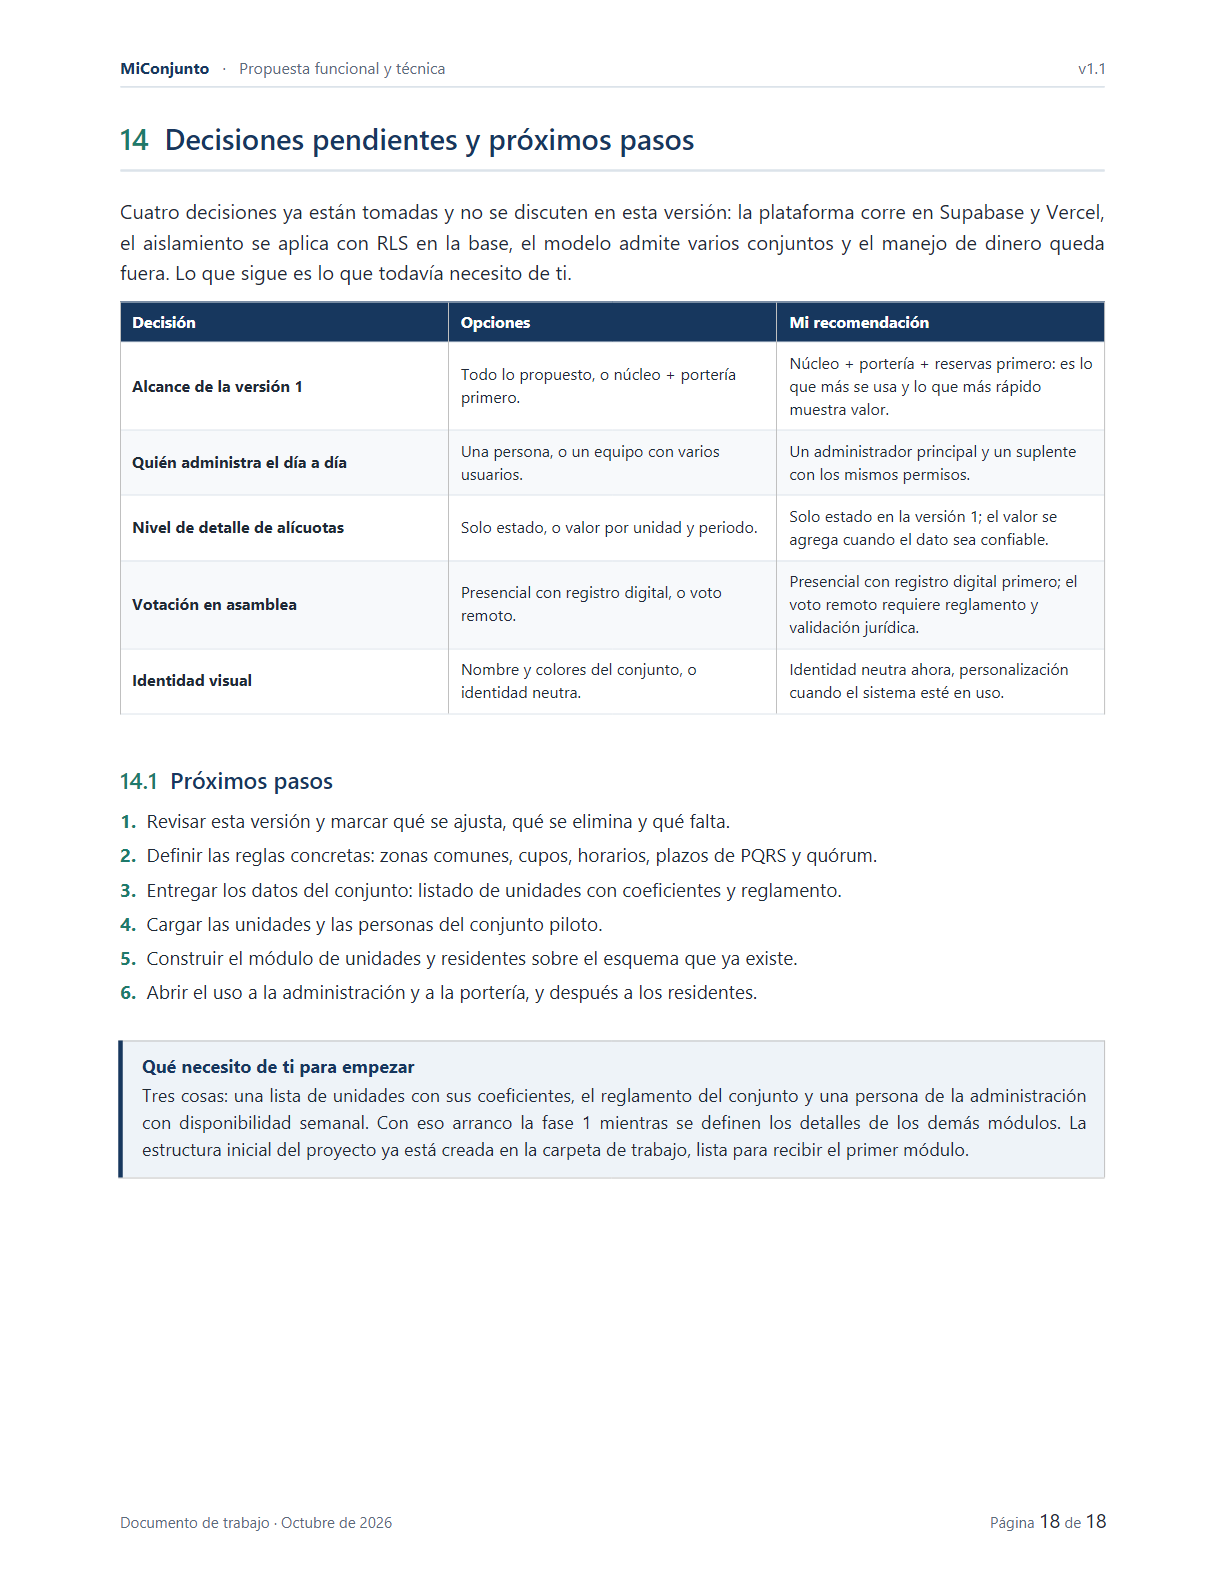 MiConjunto · Propuesta funcional y técnica
v1.1
14 Decisiones pendientes y próximos pasos
Cuatro decisiones ya están tomadas y no se discuten en esta versión: la plataforma corre en Supabase y Vercel,
el aislamiento se aplica con RLS en la base, el modelo admite varios conjuntos y el manejo de dinero queda
fuera. Lo que sigue es lo que todavía necesito de ti.
Decisión
Opciones
Mi recomendación
Alcance de la versión 1
Todo lo propuesto, o núcleo + portería
primero.
Núcleo + portería + reservas primero: es lo
que más se usa y lo que más rápido
muestra valor.
Quién administra el día a día
Una persona, o un equipo con varios
usuarios.
Un administrador principal y un suplente
con los mismos permisos.
Nivel de detalle de alícuotas
Solo estado, o valor por unidad y periodo.
Solo estado en la versión 1; el valor se
agrega cuando el dato sea confiable.
Votación en asamblea
Presencial con registro digital, o voto
remoto.
Presencial con registro digital primero; el
voto remoto requiere reglamento y
validación jurídica.
Identidad visual
Nombre y colores del conjunto, o
identidad neutra.
Identidad neutra ahora, personalización
cuando el sistema esté en uso.
14.1 Próximos pasos
1. Revisar esta versión y marcar qué se ajusta, qué se elimina y qué falta.
2. Definir las reglas concretas: zonas comunes, cupos, horarios, plazos de PQRS y quórum.
3. Entregar los datos del conjunto: listado de unidades con coeficientes y reglamento.
4. Cargar las unidades y las personas del conjunto piloto.
5. Construir el módulo de unidades y residentes sobre el esquema que ya existe.
6. Abrir el uso a la administración y a la portería, y después a los residentes.
Qué necesito de ti para empezar
Tres cosas: una lista de unidades con sus coeficientes, el reglamento del conjunto y una persona de la administración
con disponibilidad semanal. Con eso arranco la fase 1 mientras se definen los detalles de los demás módulos. La
estructura inicial del proyecto ya está creada en la carpeta de trabajo, lista para recibir el primer módulo.
Documento de trabajo · Octubre de 2026
Página 18 de 18